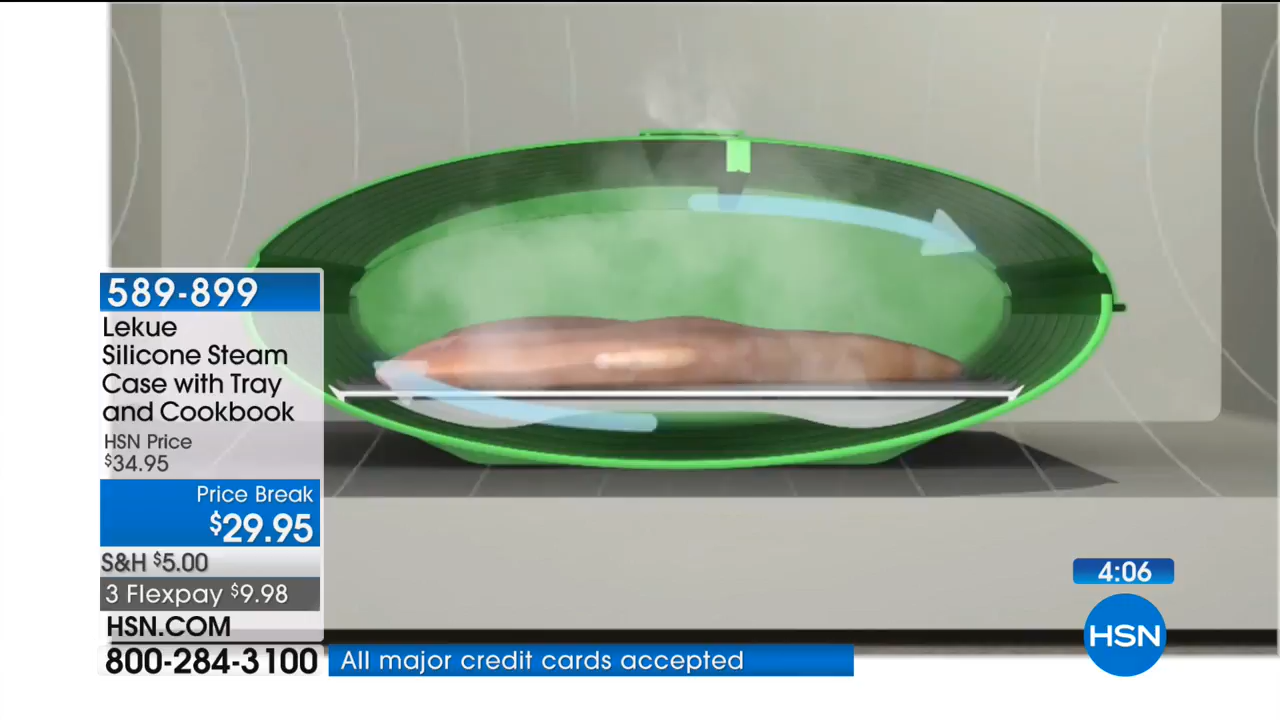 589-899
Lekue
Silicone Steam
Case with Tray
and Cookbook
HSN Price
$34.95
Price Break
$29.95
S&H $5.00
3 Flexpay $9.98
HSN.COM
800-284-3100
All major credit cards accepted
4:06
HSN